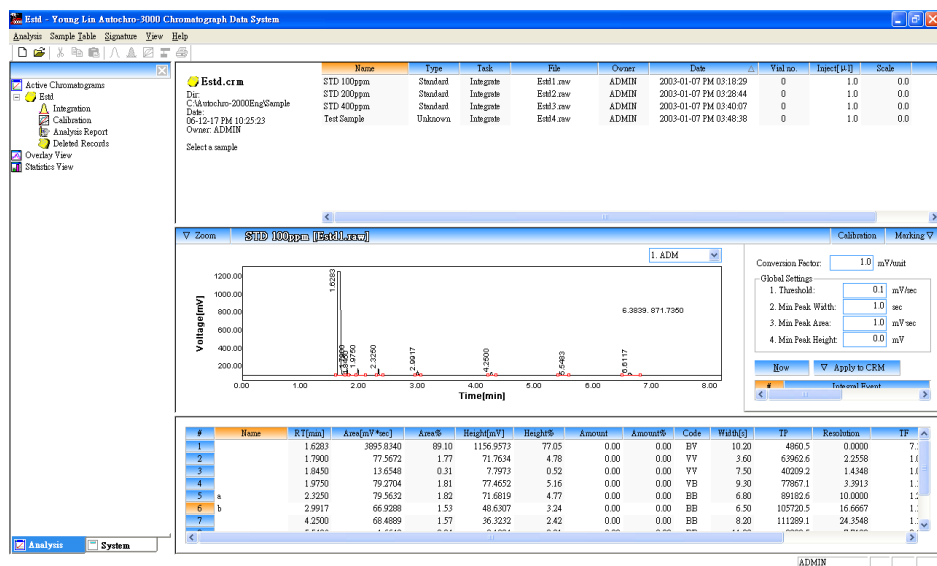 Estd - Young Lin Autochro-3000 Chromatograph Data System
Analysis Sample Table Signature View Help
Active Chromatograms
Estd
Integration
Calibration
Analysis Report
Deleted Records
Overlay View
Statistics View
Analysis System
Estd.crm
Dir:
C:\Autochro-2000Eng\Sample
Date:
06-12-17 PM 10:25:23
Owner: ADMIN
Select a sample
Name Type Task File Owner Date Vial no. Inject[μl] Scale
STD 100ppm Standard Integrate Estd1.raw ADMIN 2003-01-07 PM 03:18:29 0 1.0 0.0
STD 200ppm Standard Integrate Estd2.raw ADMIN 2003-01-07 PM 03:28:44 0 1.0 0.0
STD 400ppm Standard Integrate Estd3.raw ADMIN 2003-01-07 PM 03:40:07 0 1.0 0.0
Test Sample Unknown Integrate Estd4.raw ADMIN 2003-01-07 PM 03:48:38 0 1.0 0.0
Zoom STD 100ppm [Estd1.raw] Calibration Marking
1. ADM
Voltage[mV]
1200.00
1000.00
800.00
600.00
400.00
200.00
1.6283
1.9750
2.3250
2.9917
4.2500
5.5483
6.6117
6.3839. 871.7350
0.00 1.00 2.00 3.00 4.00 5.00 6.00 7.00 8.00
Time[min]
Conversion Factor: 1.0 mV/unit
Global Settings
1. Threshold: 0.1 mV/sec
2. Min Peak Width: 1.0 sec
3. Min Peak Area: 1.0 mV·sec
4. Min Peak Height: 0.0 mV
Now Apply to CRM
# Integral Event
# Name RT[min] Area[mV*sec] Area% Height[mV] Height% Amount Amount% Code Width[s] TP Resolution TF
1 1.6283 3895.8340 89.10 1156.9573 77.05 0.00 0.00 BV 10.20 4860.5 0.0000 7.
2 1.7900 77.5672 1.77 71.7634 4.78 0.00 0.00 VV 3.60 63962.6 2.2558 1.
3 1.8450 13.6548 0.31 7.7973 0.52 0.00 0.00 VV 7.50 40209.2 1.4348 1.
4 1.9750 79.2704 1.81 77.4652 5.16 0.00 0.00 VB 9.30 77867.1 3.3913 1.
5 a 2.3250 79.5632 1.82 71.6819 4.77 0.00 0.00 BB 6.80 89182.6 10.0000 1.
6 b 2.9917 66.9288 1.53 48.6307 3.24 0.00 0.00 BB 6.50 105720.5 16.6667 1.
7 4.2500 68.4889 1.57 36.3232 2.42 0.00 0.00 BB 8.20 111289.1 24.3548 1.
ADMIN